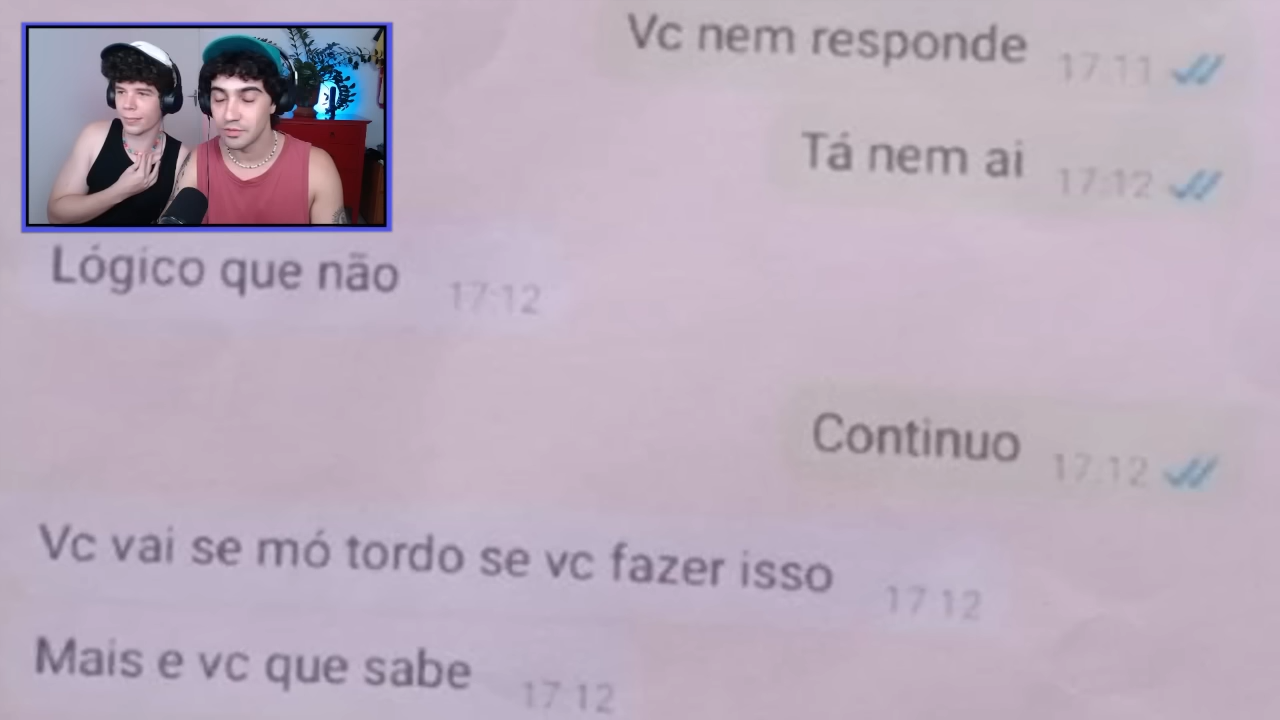 Vc nem responde 17:11
Tá nem ai 17:12
Lógico que não 17:12
Continuo 17:12
Vc vai se mó tordo se vc fazer isso 17:12
Mais e vc que sabe 17:12